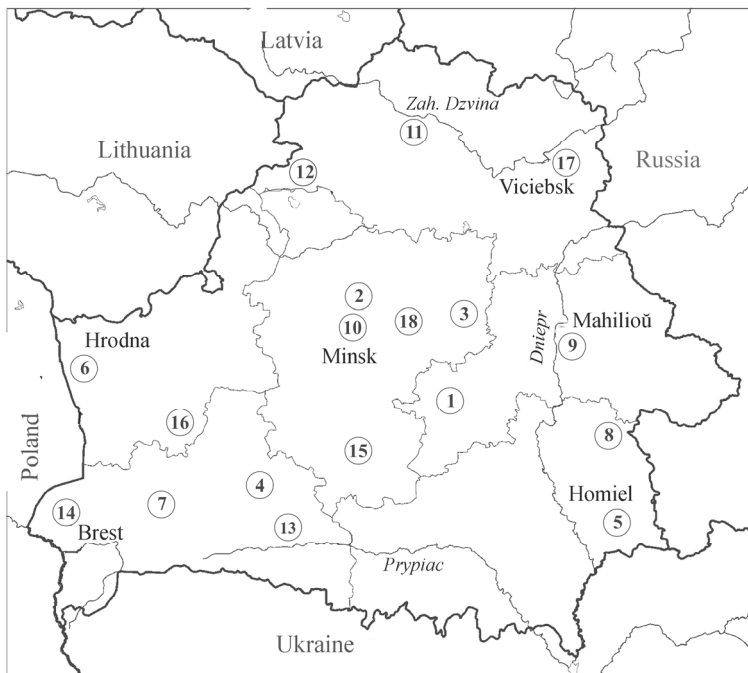 Latvia
Zah. Dzvina
11
Lithuania
17
Russia
12
Viciebsk
2
3
Hrodna
10
18
Mahilioŭ
Minsk
Dniepr
9
6
1
16
8
Poland
15
4
Homiel
7
14
5
Brest
13
Prypiac
Ukraine